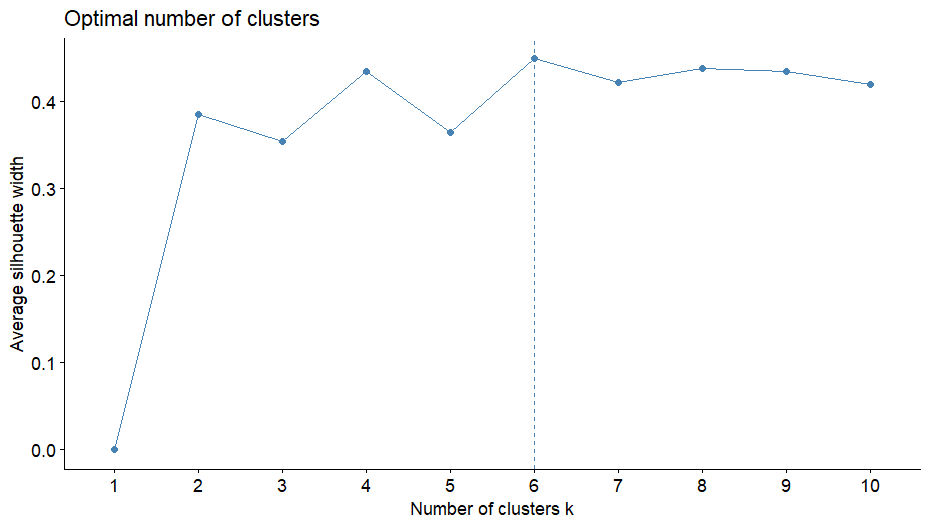 Optimal number of clusters
Average silhouette width
0.4
0.3
0.2
0.1
0.0
1 2 3 4 5 6 7 8 9 10
Number of clusters k